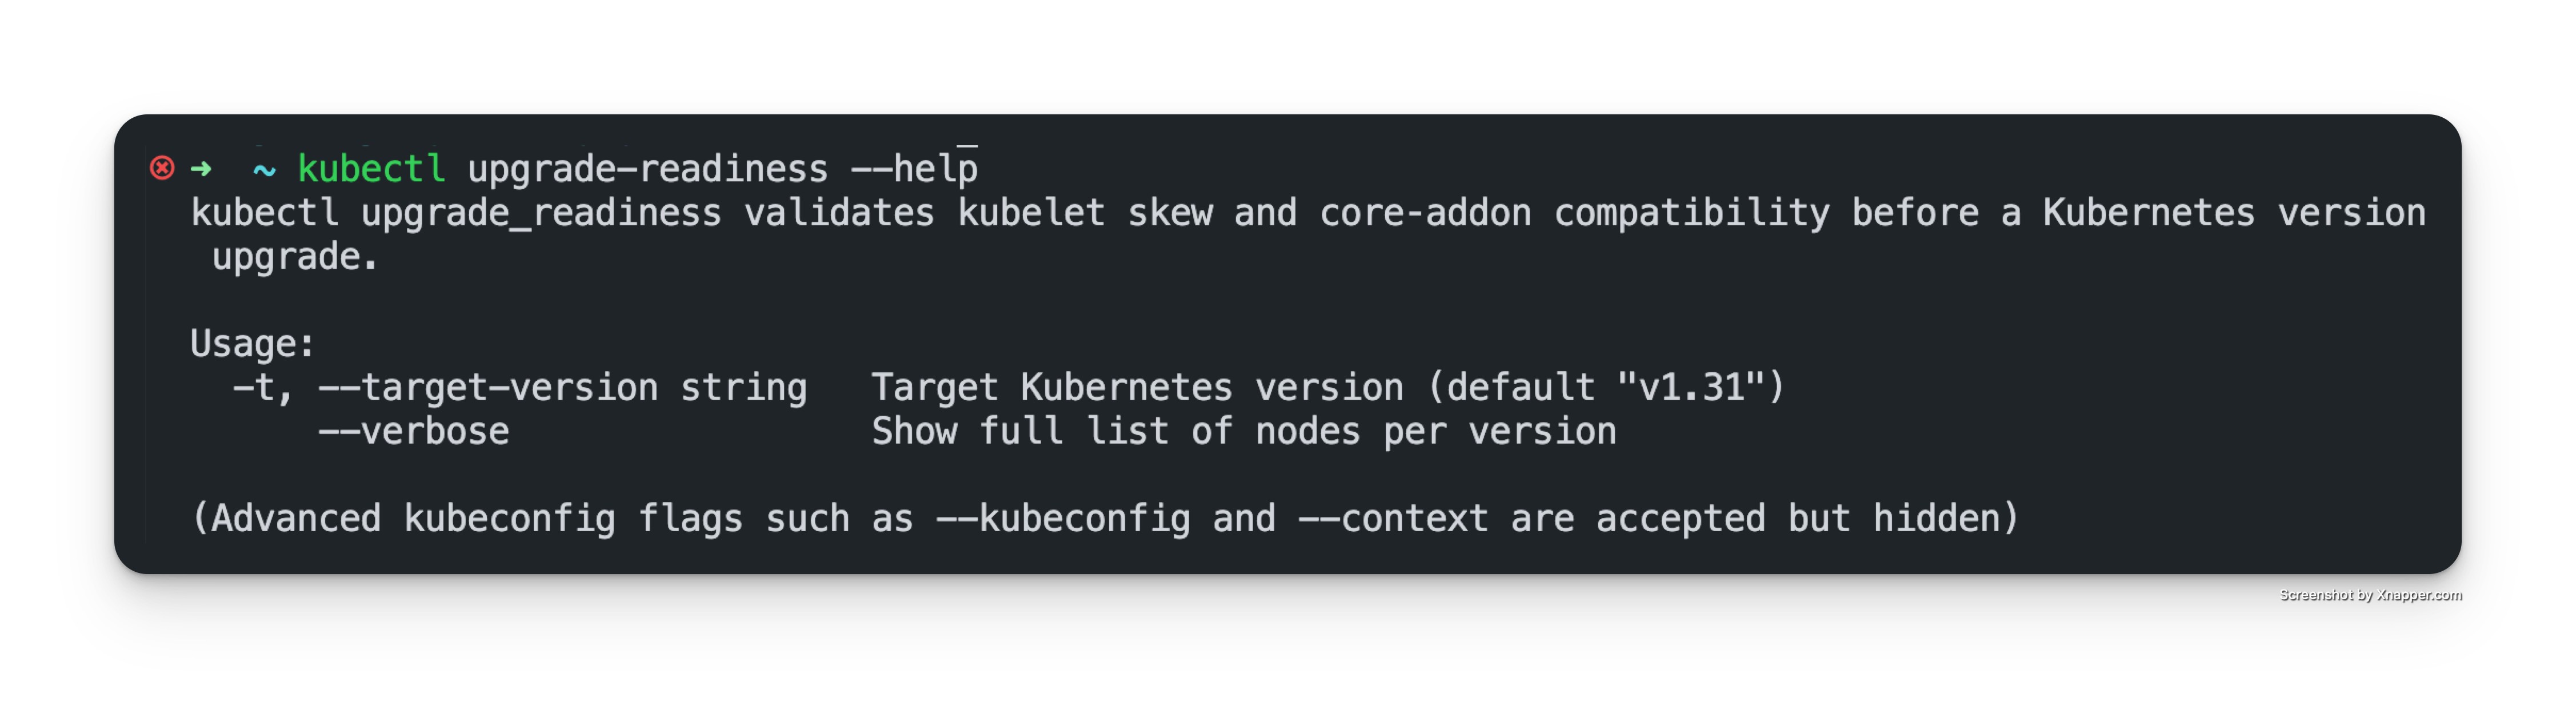 ➜ ~ kubectl upgrade-readiness --help
kubectl upgrade_readiness validates kubelet skew and core-addon compatibility before a Kubernetes version
upgrade.
Usage:
-t, --target-version string Target Kubernetes version (default "v1.31")
--verbose Show full list of nodes per version
(Advanced kubeconfig flags such as --kubeconfig and --context are accepted but hidden)
Screenshot by Xnapper.com